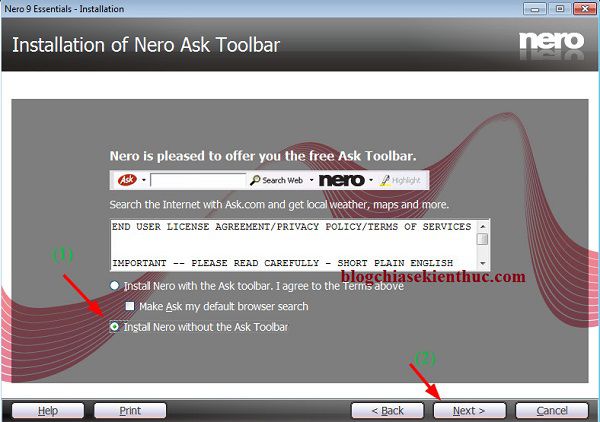 Nero 9 Essentials - Installation
Installation of Nero Ask Toolbar
nero
Nero is pleased to offer you the free Ask Toolbar.
Ask Search Web nero Highlight
Search the Internet with Ask.com and get local weather, maps and more.
END USER LICENSE AGREEMENT/PRIVACY POLICY/TERMS OF SERVICES
IMPORTANT -- PLEASE READ CAREFULLY - SHORT PLAIN ENGLISH
blogchiasekienthuc.com
(1)
Install Nero with the Ask toolbar. I agree to the Terms above
Make Ask my default browser search
Install Nero without the Ask Toolbar
(2)
Help Print < Back Next > Cancel